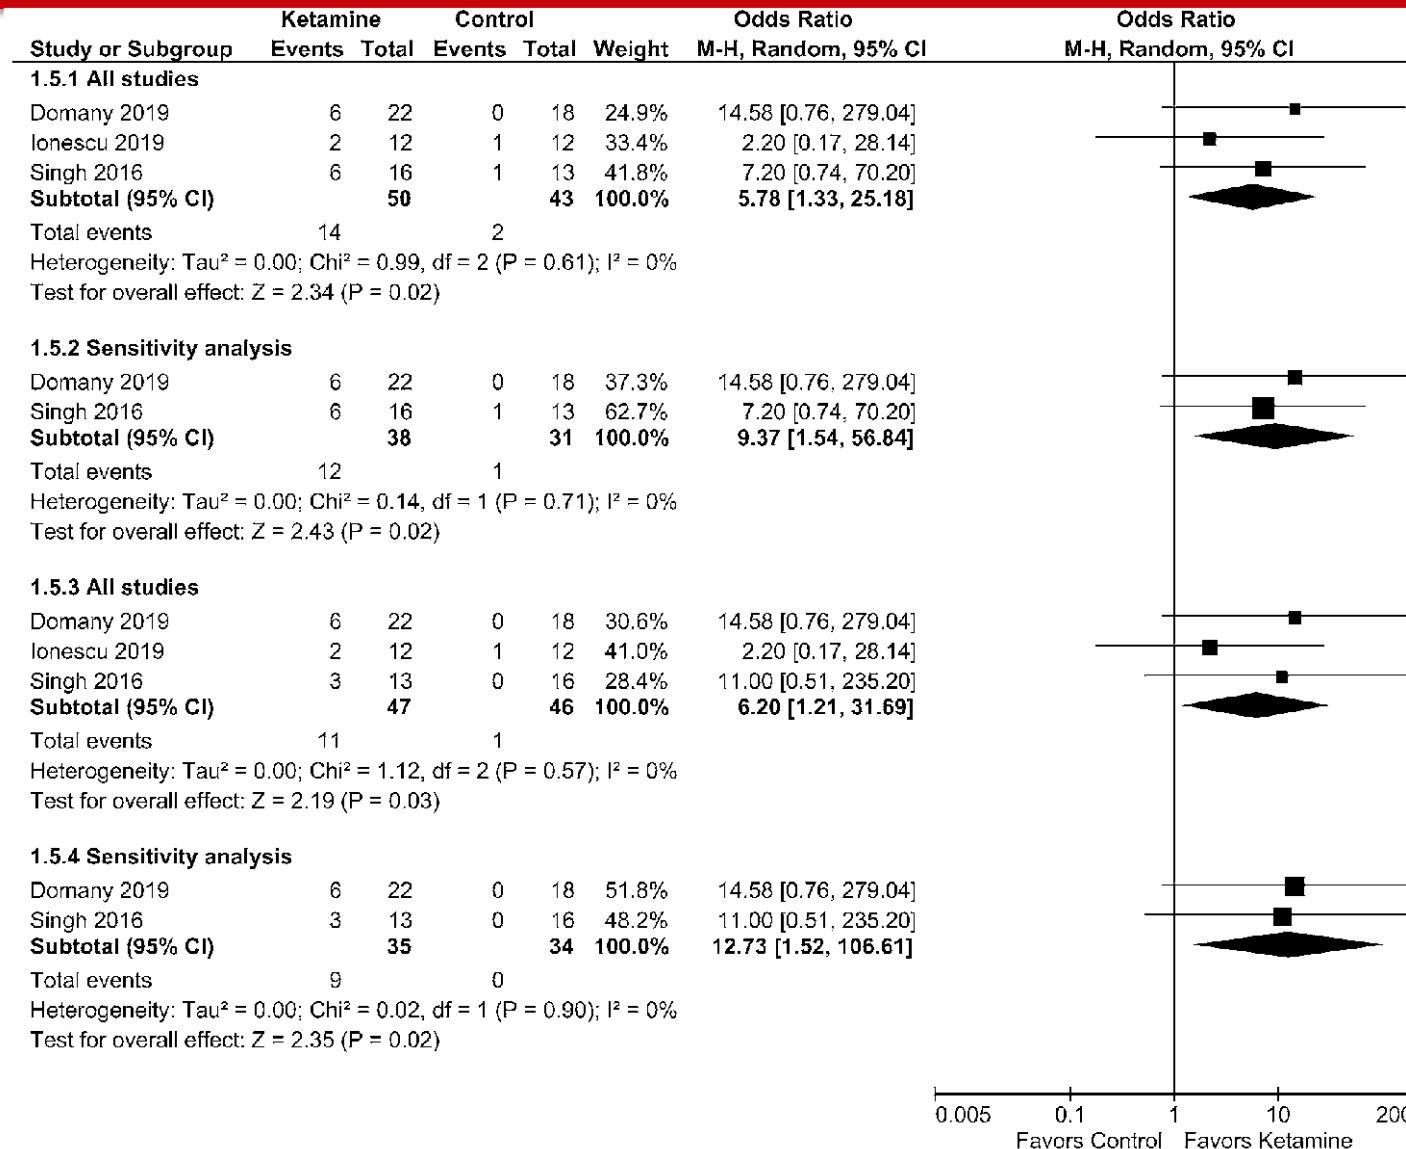 Ketamine Control Odds Ratio Odds Ratio
Study or Subgroup Events Total Events Total Weight M-H, Random, 95% CI M-H, Random, 95% CI
1.5.1 All studies
Domany 2019 6 22 0 18 24.9% 14.58 [0.76, 279.04]
Ionescu 2019 2 12 1 12 33.4% 2.20 [0.17, 28.14]
Singh 2016 6 16 1 13 41.8% 7.20 [0.74, 70.20]
Subtotal (95% CI) 50 43 100.0% 5.78 [1.33, 25.18]
Total events 14 2
Heterogeneity: Tau² = 0.00; Chi² = 0.99, df = 2 (P = 0.61); I² = 0%
Test for overall effect: Z = 2.34 (P = 0.02)
1.5.2 Sensitivity analysis
Domany 2019 6 22 0 18 37.3% 14.58 [0.76, 279.04]
Singh 2016 6 16 1 13 62.7% 7.20 [0.74, 70.20]
Subtotal (95% CI) 38 31 100.0% 9.37 [1.54, 56.84]
Total events 12 1
Heterogeneity: Tau² = 0.00; Chi² = 0.14, df = 1 (P = 0.71); I² = 0%
Test for overall effect: Z = 2.43 (P = 0.02)
1.5.3 All studies
Domany 2019 6 22 0 18 30.6% 14.58 [0.76, 279.04]
Ionescu 2019 2 12 1 12 41.0% 2.20 [0.17, 28.14]
Singh 2016 3 13 0 16 28.4% 11.00 [0.51, 235.20]
Subtotal (95% CI) 47 46 100.0% 6.20 [1.21, 31.69]
Total events 11 1
Heterogeneity: Tau² = 0.00; Chi² = 1.12, df = 2 (P = 0.57); I² = 0%
Test for overall effect: Z = 2.19 (P = 0.03)
1.5.4 Sensitivity analysis
Domany 2019 6 22 0 18 51.8% 14.58 [0.76, 279.04]
Singh 2016 3 13 0 16 48.2% 11.00 [0.51, 235.20]
Subtotal (95% CI) 35 34 100.0% 12.73 [1.52, 106.61]
Total events 9 0
Heterogeneity: Tau² = 0.00; Chi² = 0.02, df = 1 (P = 0.90); I² = 0%
Test for overall effect: Z = 2.35 (P = 0.02)
0.005 0.1 1 10 200
Favors Control Favors Ketamine